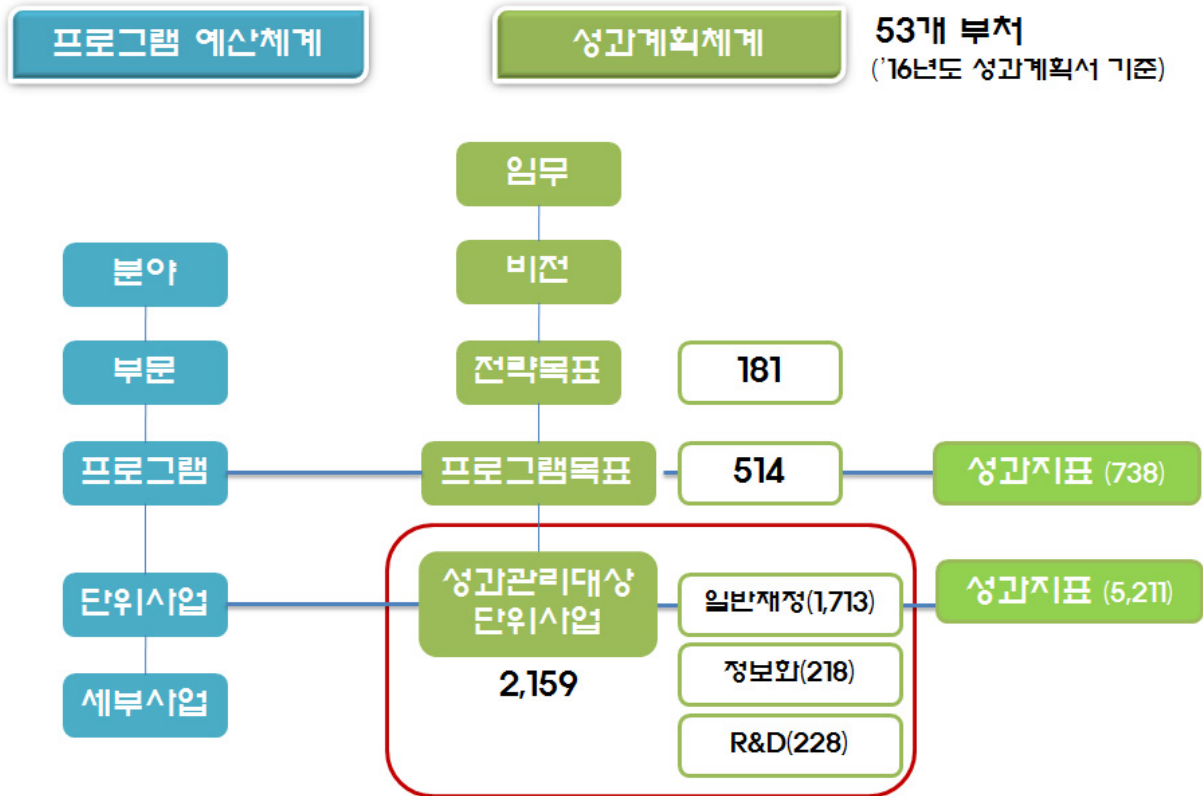 프로그램 예산체계
성과계획체계
53개 부처
('16년도 성과계획서 기준)
임무
분야
비전
부문
전략목표
181
프로그램
프로그램목표
514
성과지표 (738)
단위사업
성과관리대상
단위사업
2,159
일반재정(1,713)
성과지표 (5,211)
정보화(218)
세부사업
R&D(228)